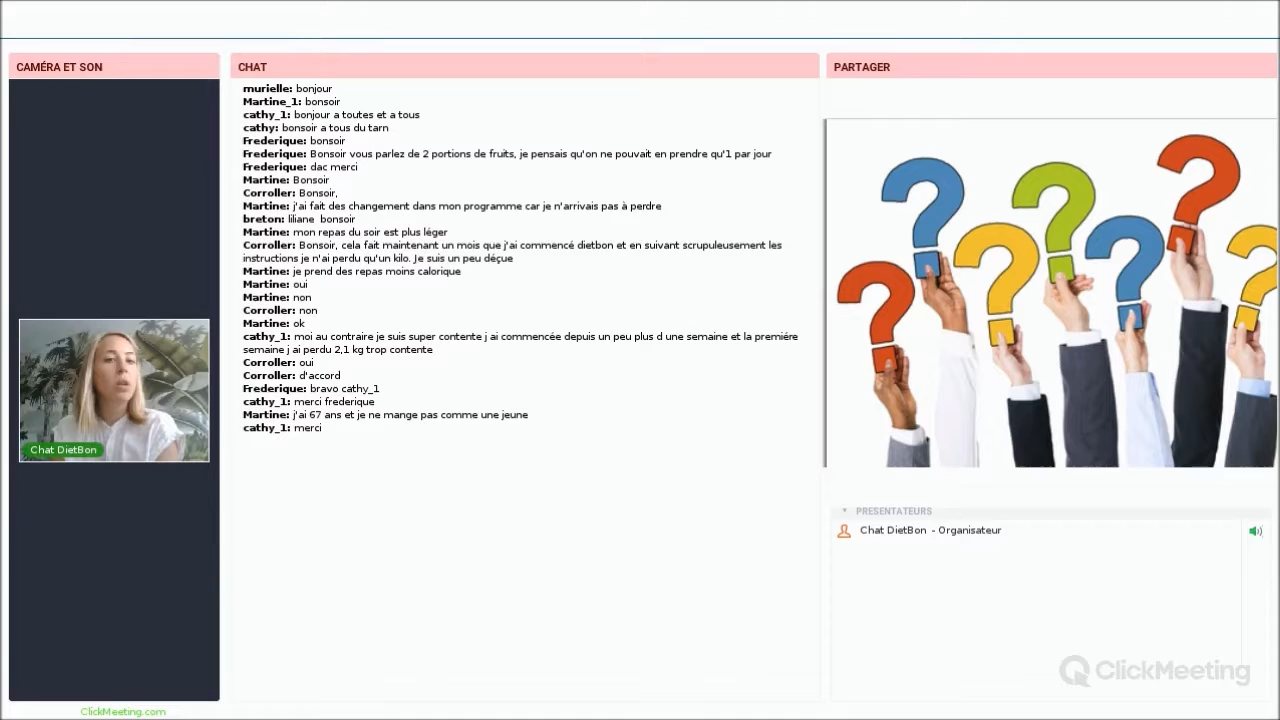 CAMÉRA ET SON
CHAT
PARTAGER
murielle: bonjour
Martine_1: bonsoir
cathy_1: bonjour a toutes et a tous
cathy: bonsoir a tous du tarn
Frederique: bonsoir
Frederique: Bonsoir vous parlez de 2 portions de fruits, je pensais qu'on ne pouvait en prendre qu'1 par jour
Frederique: dac merci
Martine: Bonsoir
Corroller: Bonsoir,
Martine: j'ai fait des changement dans mon programme car je n'arrivais pas à perdre
breton: liliane  bonsoir
Martine: mon repas du soir est plus léger
Corroller: Bonsoir, cela fait maintenant un mois que j'ai commencé dietbon et en suivant scrupuleusement les
instructions je n'ai perdu qu'un kilo. Je suis un peu déçue
Martine: je prend des repas moins calorique
Martine: oui
Martine: non
Corroller: non
Martine: ok
cathy_1: moi au contraire je suis super contente j ai commencée depuis un peu plus d une semaine et la première
semaine j ai perdu 2,1 kg trop contente
Corroller: oui
Corroller: d'accord
Frederique: bravo cathy_1
cathy_1: merci frederique
Martine: j'ai 67 ans et je ne mange pas comme une jeune
cathy_1: merci
Chat DietBon
PRESENTATEURS
Chat DietBon - Organisateur
ClickMeeting
ClickMeeting.com